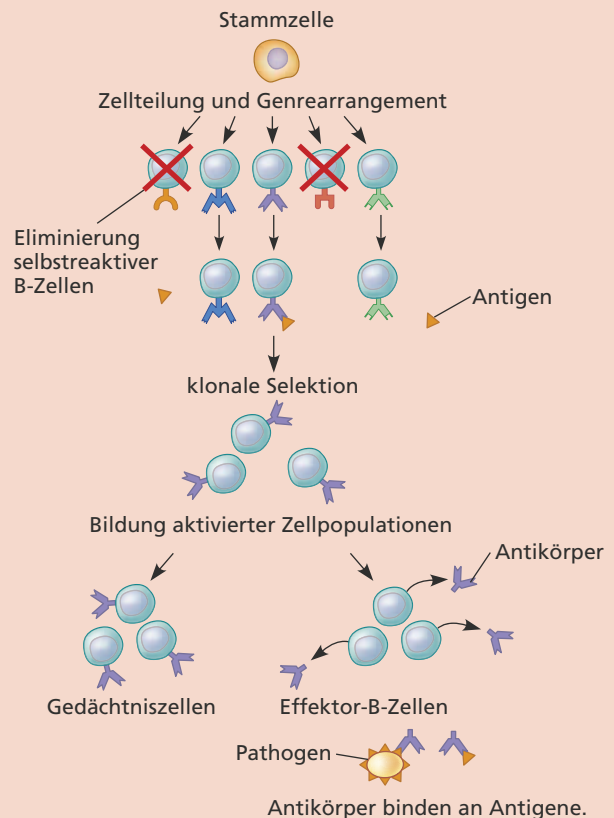 Stammzelle
Zellteilung und Genrearrangement
Eliminierung
selbstreaktiver
B-Zellen
Antigen
klonale Selektion
Bildung aktivierter Zellpopulationen
Antikörper
Gedächtniszellen
Effektor-B-Zellen
Pathogen
Antikörper binden an Antigene.